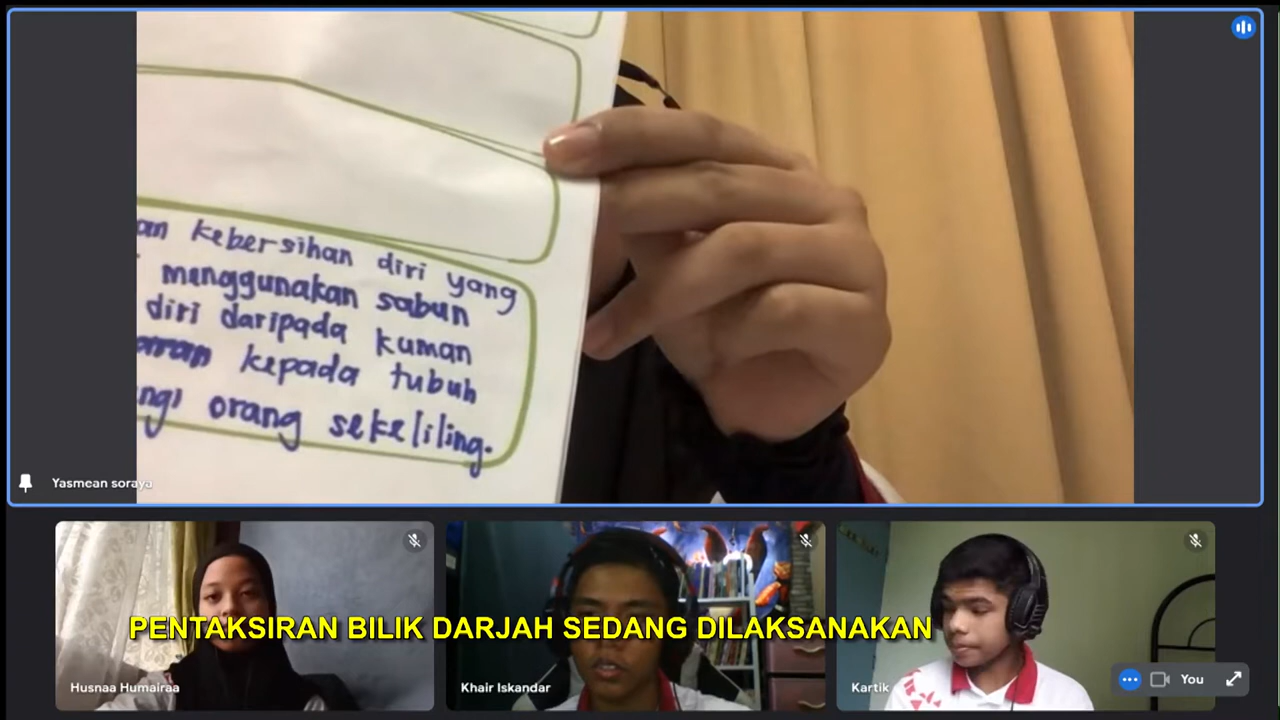 an kebersihan diri yang
menggunakan sabun
diri daripada kuman
kepada tubuh
ngi orang sekeliling.
Yasmean soraya
PENTAKSIRAN BILIK DARJAH SEDANG DILAKSANAKAN
Husnaa Humairaa
Khair Iskandar
Kartik
You